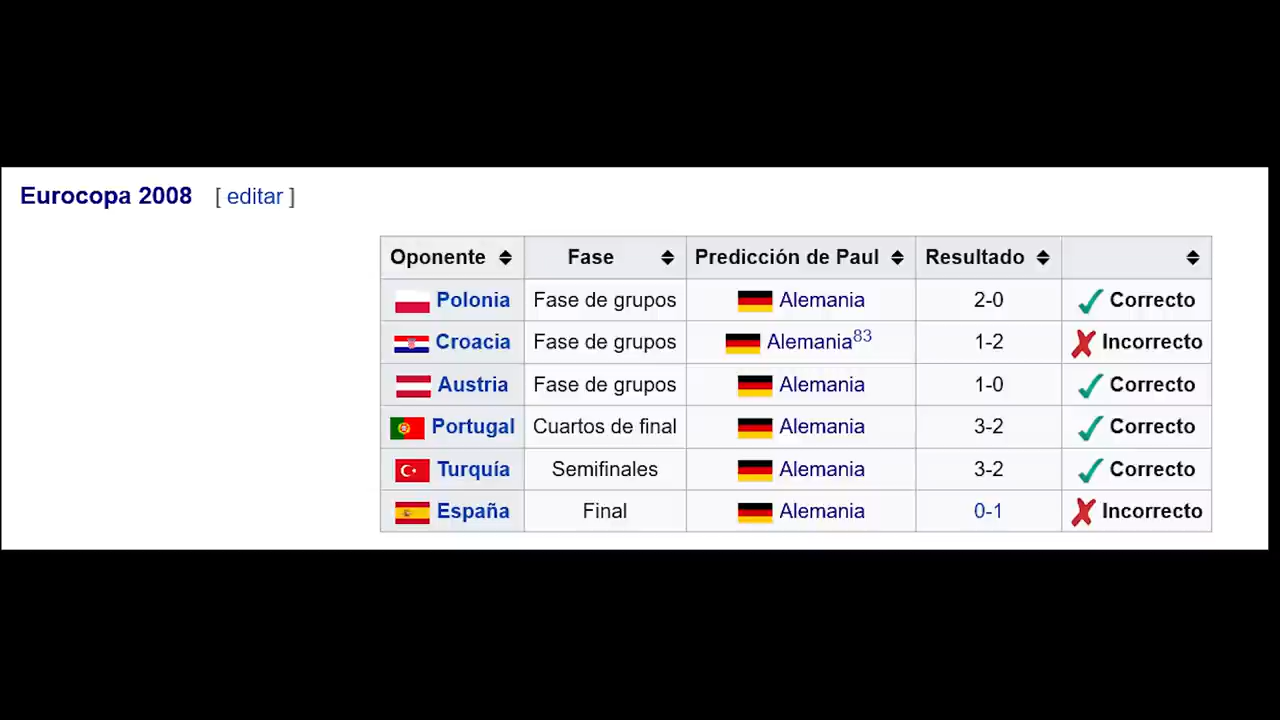 Eurocopa 2008 [ editar ]
Oponente Fase Predicción de Paul Resultado
Polonia Fase de grupos Alemania 2-0 Correcto
Croacia Fase de grupos Alemania83 1-2 Incorrecto
Austria Fase de grupos Alemania 1-0 Correcto
Portugal Cuartos de final Alemania 3-2 Correcto
Turquía Semifinales Alemania 3-2 Correcto
España Final Alemania 0-1 Incorrecto